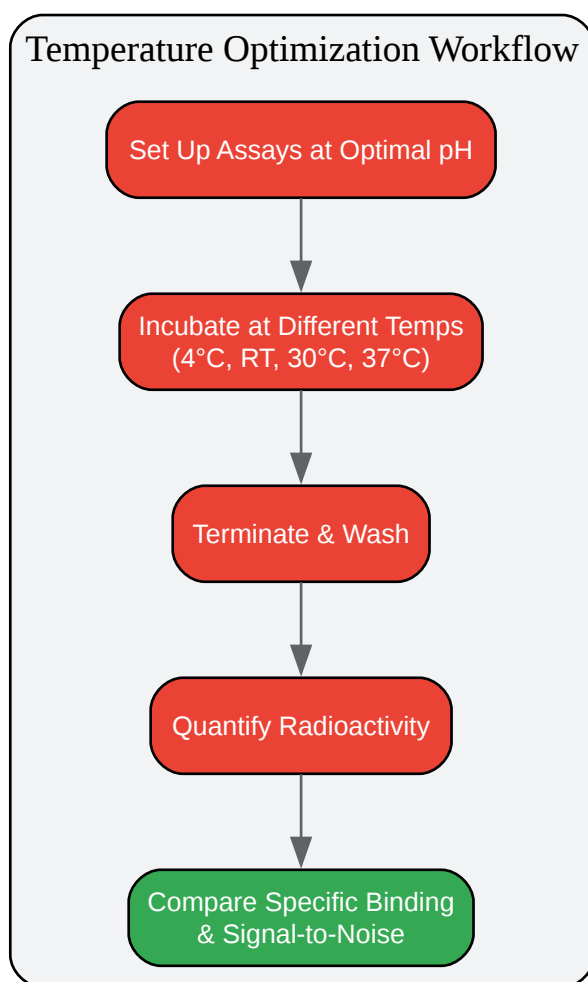 Temperature Optimization Workflow
Set Up Assays at Optimal pH
Incubate at Different Temps
(4°C, RT, 30°C, 37°C)
Terminate & Wash
Quantify Radioactivity
Compare Specific Binding
& Signal-to-Noise